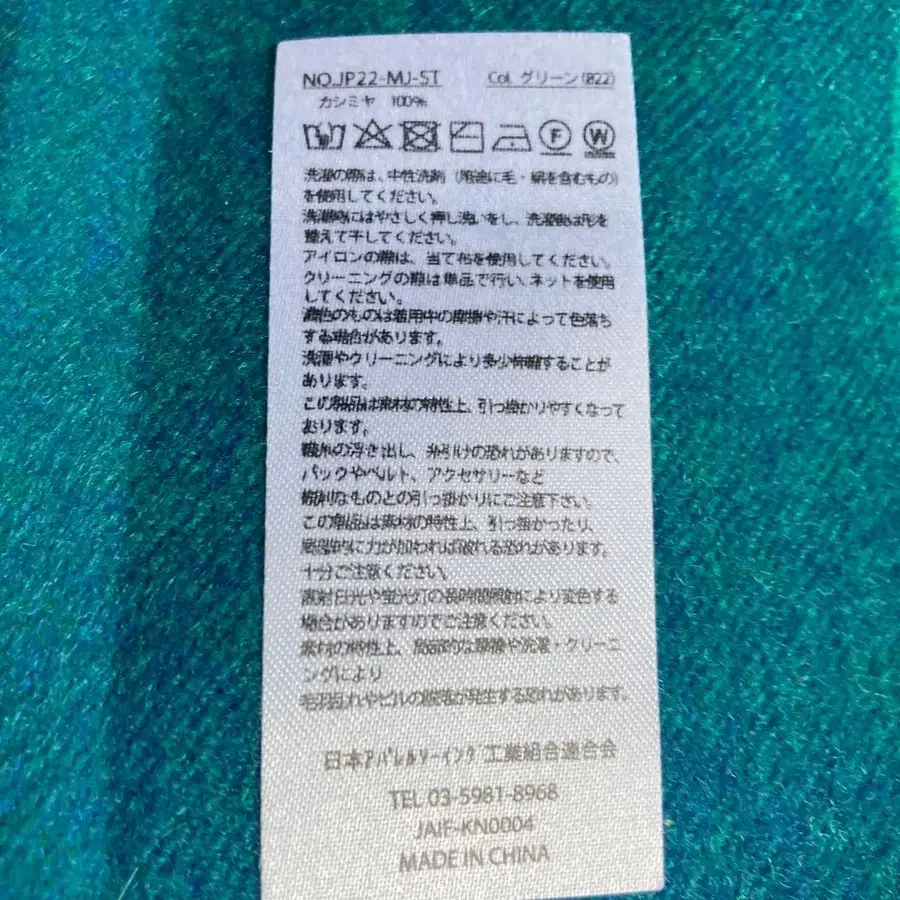 NO.JP22-MJ-5T Col. グリーン(822)
カシミヤ 100%
F W
洗濯の際は、中性洗剤（用途に毛・絹を含むもの）
を使用してください。
洗濯時にはやさしく押し洗いをし、洗濯後は形を
整えて干してください。
アイロンの際は、当て布を使用してください。
クリーニングの際は単品で行い、ネットを使用
してください。
濃色のものは着用中の摩擦や汗によって色落ち
する場合があります。
洗濯やクリーニングにより多少伸縮することが
あります。
この製品は素材の特性上、引っ掛かりやすくなって
おります。
織糸の浮き出し、糸引けの恐れがありますので、
バックやベルト、アクセサリーなど
鋭利なものとの引っ掛かりにご注意下さい。
この製品は素材の特性上、引っ掛かったり、
局部的に力が加われば破れる恐れがあります。
十分ご注意ください。
直射日光や蛍光灯の長時間照射により変色する
場合がありますのでご注意ください。
素材の特性上、局部的な摩擦や洗濯・クリーニ
ングにより
毛羽乱れやピルの脱落が発生する恐れがあります。
日本ｱﾊﾟﾚﾙｿｰｲﾝｸﾞ工業組合連合会
TEL 03-5981-8968
JAIF-KN0004
MADE IN CHINA